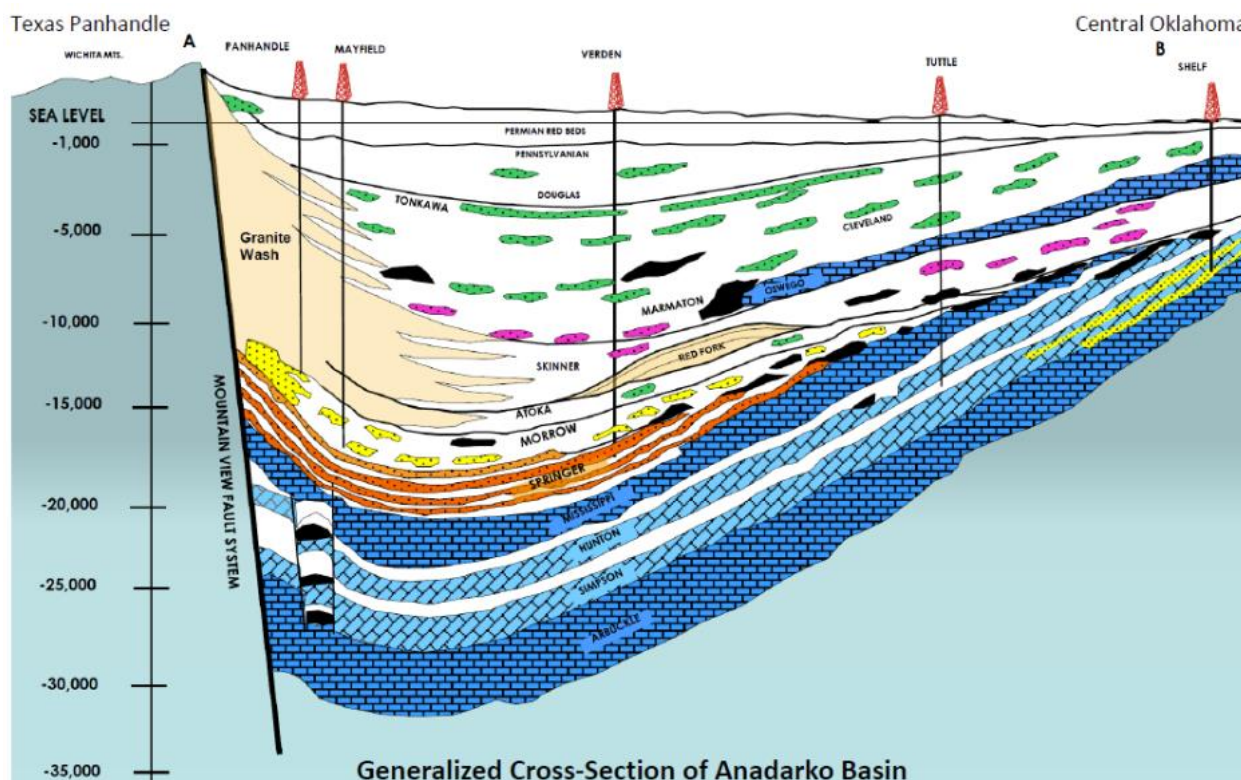 Texas Panhandle
Central Oklahoma
A
B
WICHITA MTS.
PANHANDLE
MAYFIELD
VERDEN
TUTTLE
SHELF
SEA LEVEL
-1,000
-5,000
-10,000
-15,000
-20,000
-25,000
-30,000
-35,000
PERMIAN RED BEDS
PENNSYLVANIAN
DOUGLAS
TONKAWA
CLEVELAND
Granite
Wash
OSWEGO
MARMATON
RED FORK
SKINNER
ATOKA
MORROW
SPRINGER
MISSISSIPPI
HUNTON
SIMPSON
ARBUCKLE
MOUNTAIN VIEW FAULT SYSTEM
Generalized Cross-Section of Anadarko Basin